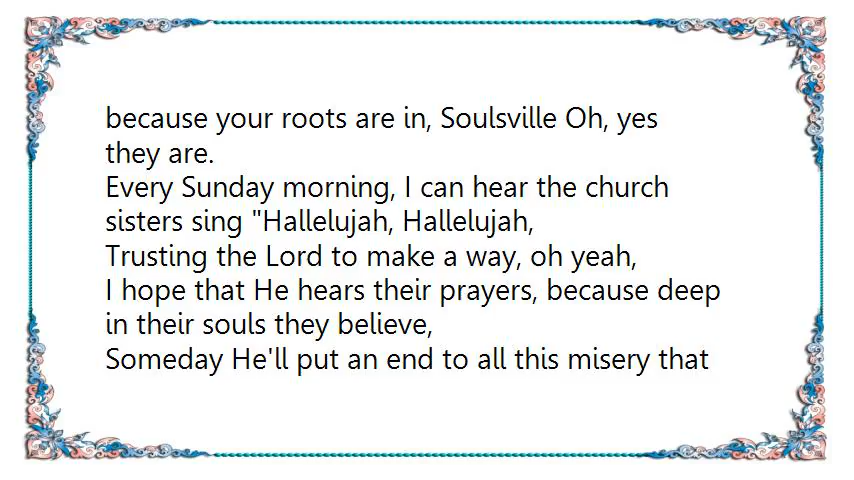 because your roots are in, Soulsville Oh, yes
they are.
Every Sunday morning, I can hear the church
sisters sing "Hallelujah, Hallelujah,
Trusting the Lord to make a way, oh yeah,
I hope that He hears their prayers, because deep
in their souls they believe,
Someday He'll put an end to all this misery that